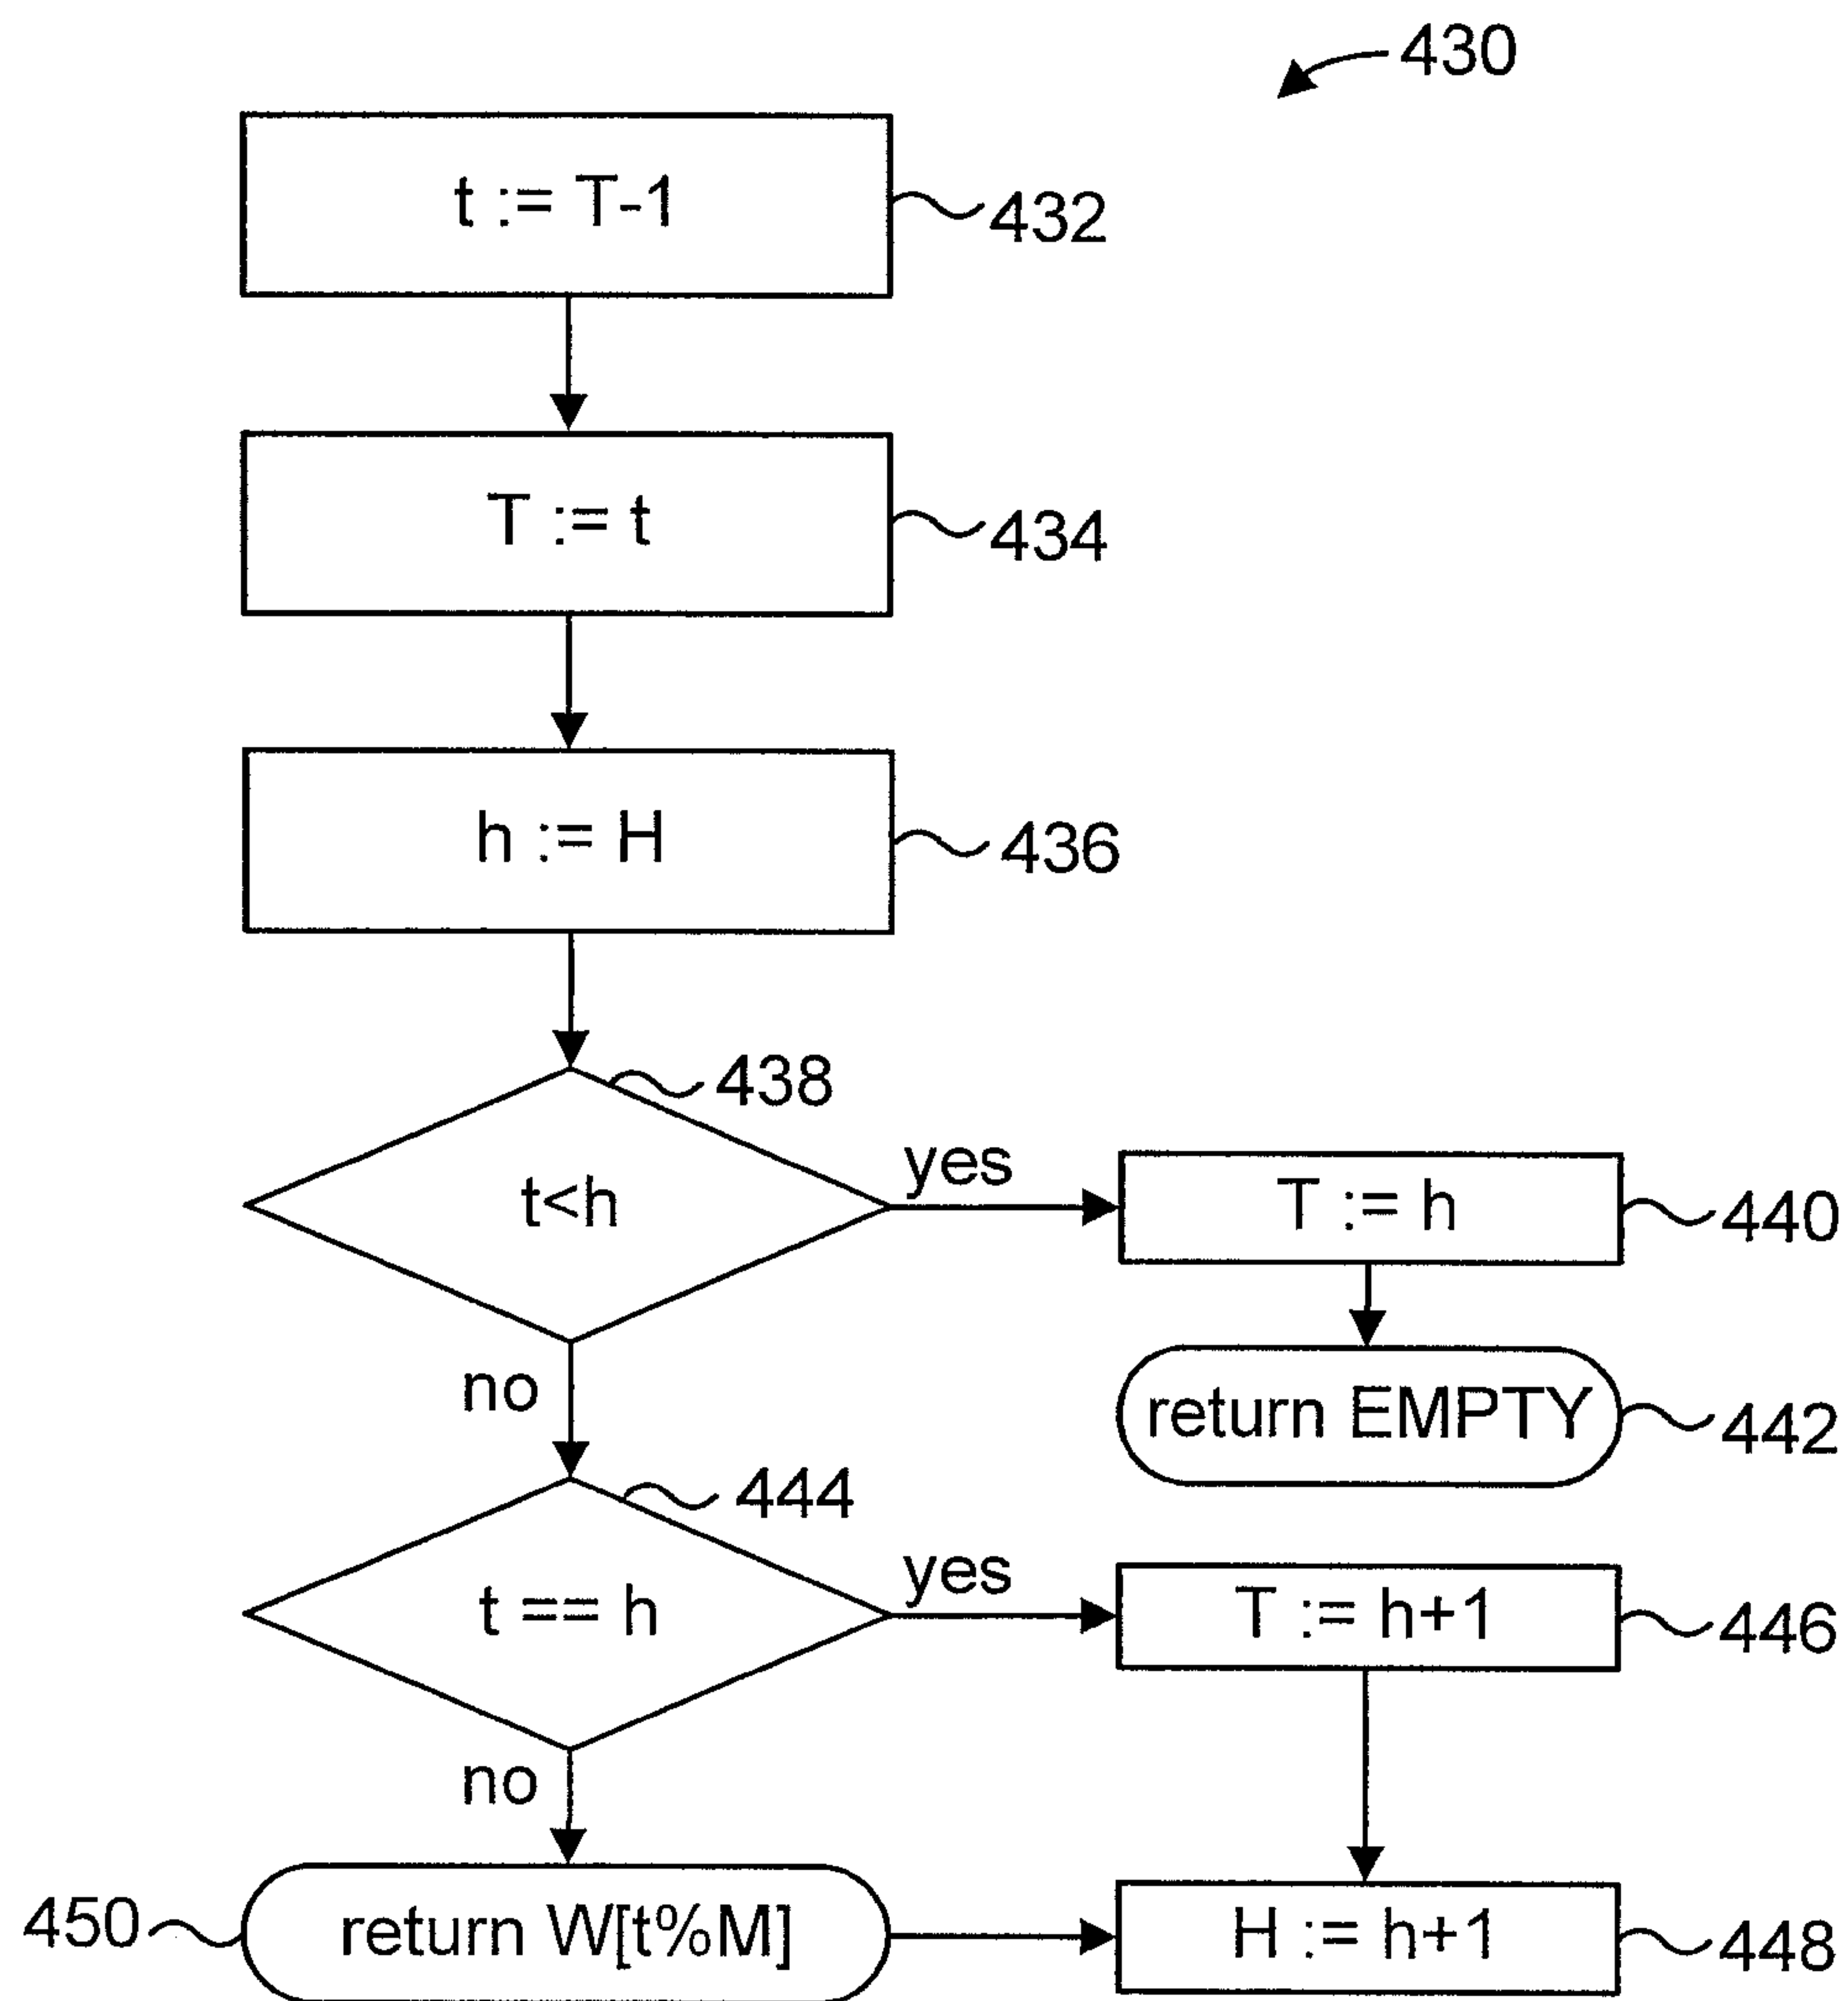 430
t := T-1
432
T := t
434
h := H
436
438
t<h
yes
T := h
440
no
return EMPTY
442
444
t == h
yes
T := h+1
446
no
450
return W[t%M]
H := h+1
448